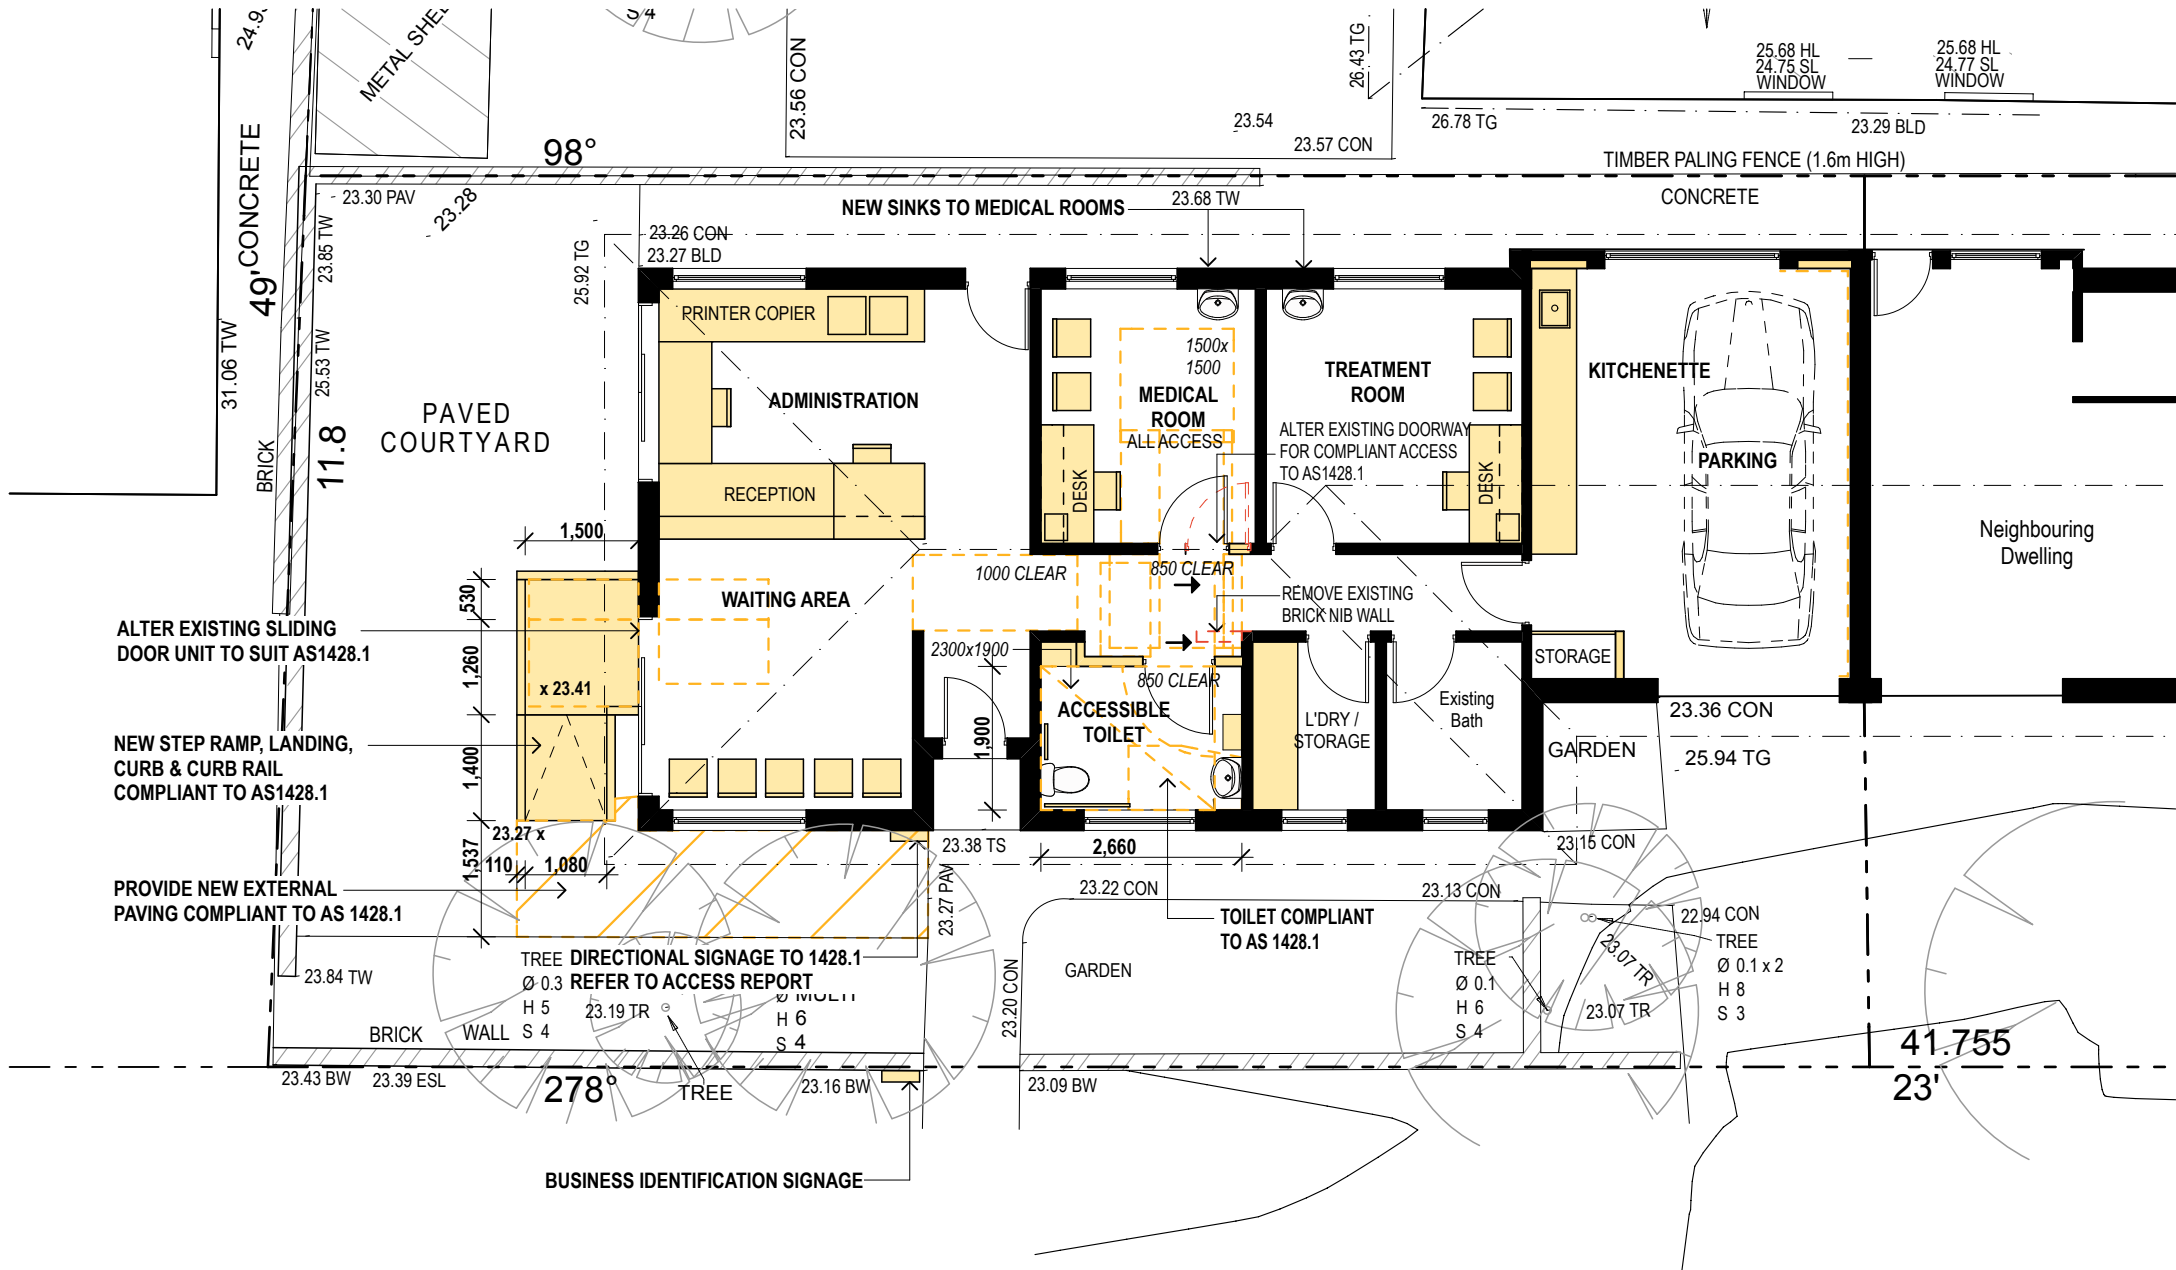 24.9
METAL SHE
S 4
23.56 CON
26.43 TG
25.68 HL
24.75 SL
WINDOW
25.68 HL
24.77 SL
WINDOW
23.54
23.57 CON
26.78 TG
23.29 BLD
TIMBER PALING FENCE (1.6m HIGH)
CONCRETE
98°
CONCRETE
49'
23.30 PAV
23.28
23.85 TW
25.53 TW
31.06 TW
BRICK
11.8
PAVED
COURTYARD
25.92 TG
23.26 CON
23.27 BLD
NEW SINKS TO MEDICAL ROOMS
23.68 TW
PRINTER COPIER
ADMINISTRATION
RECEPTION
1500x
1500
MEDICAL
ROOM
ALL ACCESS
DESK
TREATMENT
ROOM
ALTER EXISTING DOORWAY
FOR COMPLIANT ACCESS
TO AS1428.1
DESK
KITCHENETTE
PARKING
Neighbouring
Dwelling
1,500
530
1,260
1,400
1,537
x 23.41
ALTER EXISTING SLIDING
DOOR UNIT TO SUIT AS1428.1
NEW STEP RAMP, LANDING,
CURB & CURB RAIL
COMPLIANT TO AS1428.1
PROVIDE NEW EXTERNAL
PAVING COMPLIANT TO AS 1428.1
WAITING AREA
1000 CLEAR
850 CLEAR
REMOVE EXISTING
BRICK NIB WALL
2300x1900
850 CLEAR
ACCESSIBLE
TOILET
1,900
L'DRY /
STORAGE
Existing
Bath
STORAGE
GARDEN
23.36 CON
25.94 TG
23.27 x
110
1,080
23.38 TS
2,660
23.15 CON
23.27 PAV
23.22 CON
23.13 CON
22.94 CON
TOILET COMPLIANT
TO AS 1428.1
DIRECTIONAL SIGNAGE TO 1428.1
REFER TO ACCESS REPORT
TREE
Ø 0.3
H 5
S 4
23.19 TR
Ø MULTI
H 6
S 4
23.84 TW
BRICK WALL
23.20 CON
GARDEN
TREE
Ø 0.1
H 6
S 4
23.07 TR
23.07 TR
TREE
Ø 0.1 x 2
H 8
S 3
41.755
23'
23.43 BW
23.39 ESL
278°
TREE
23.16 BW
23.09 BW
BUSINESS IDENTIFICATION SIGNAGE